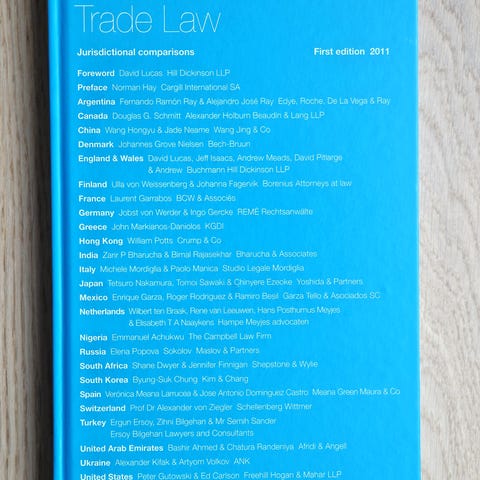 Trade Law
Jurisdictional comparisons First edition 2011
Foreword David Lucas Hill Dickinson LLP
Preface Norman Hay Cargill International SA
Argentina Fernando Ramón Ray & Alejandro José Ray Edye, Roche, De La Vega & Ray
Canada Douglas G. Schmitt Alexander Holburn Beaudin & Lang LLP
China Wang Hongyu & Jade Neame Wang Jing & Co
Denmark Johannes Grove Nielsen Bech-Bruun
England & Wales David Lucas, Jeff Isaacs, Andrew Meads, David Pitlarge
& Andrew Buchmann Hill Dickinson LLP
Finland Ulla von Weissenberg & Johanna Fagervik Borenius Attorneys at law
France Laurent Garrabos BCW & Associés
Germany Jobst von Werder & Ingo Gercke REMÉ Rechtsanwälte
Greece John Markianos-Daniolos KGDI
Hong Kong William Potts Crump & Co
India Zarir P Bharucha & Bimal Rajasekhar Bharucha & Associates
Italy Michele Mordiglia & Paolo Manica Studio Legale Mordiglia
Japan Tetsuro Nakamura, Tomoi Sawaki & Chinyere Ezeoke Yoshida & Partners
Mexico Enrique Garza, Roger Rodriguez & Ramiro Besil Garza Tello & Asociados SC
Netherlands Wilbert ten Braak, Rene van Leeuwen, Hans Posthumus Meyjes
& Elisabeth T A Naaykens Hampe Meyjes advocaten
Nigeria Emmanuel Achukwu The Campbell Law Firm
Russia Elena Popova Sokolov Maslov & Partners
South Africa Shane Dwyer & Jennifer Finnigan Shepstone & Wylie
South Korea Byung-Suk Chung Kim & Chang
Spain Verónica Meana Larrucea & Jose Antonio Domínguez Castro Meana Green Maura & Co
Switzerland Prof Dr Alexander von Ziegler Schellenberg Wittmer
Turkey Ergun Ersoy, Zihni Bilgehan & Mr Semih Sander
Ersoy Bilgehan Lawyers and Consultants
United Arab Emirates Bashir Ahmed & Chatura Randeniya Afridi & Angell
Ukraine Alexander Kifak & Artyom Volkov ANK
United States Peter Gutowski & Ed Carlson Freehill Hogan & Mahar LLP